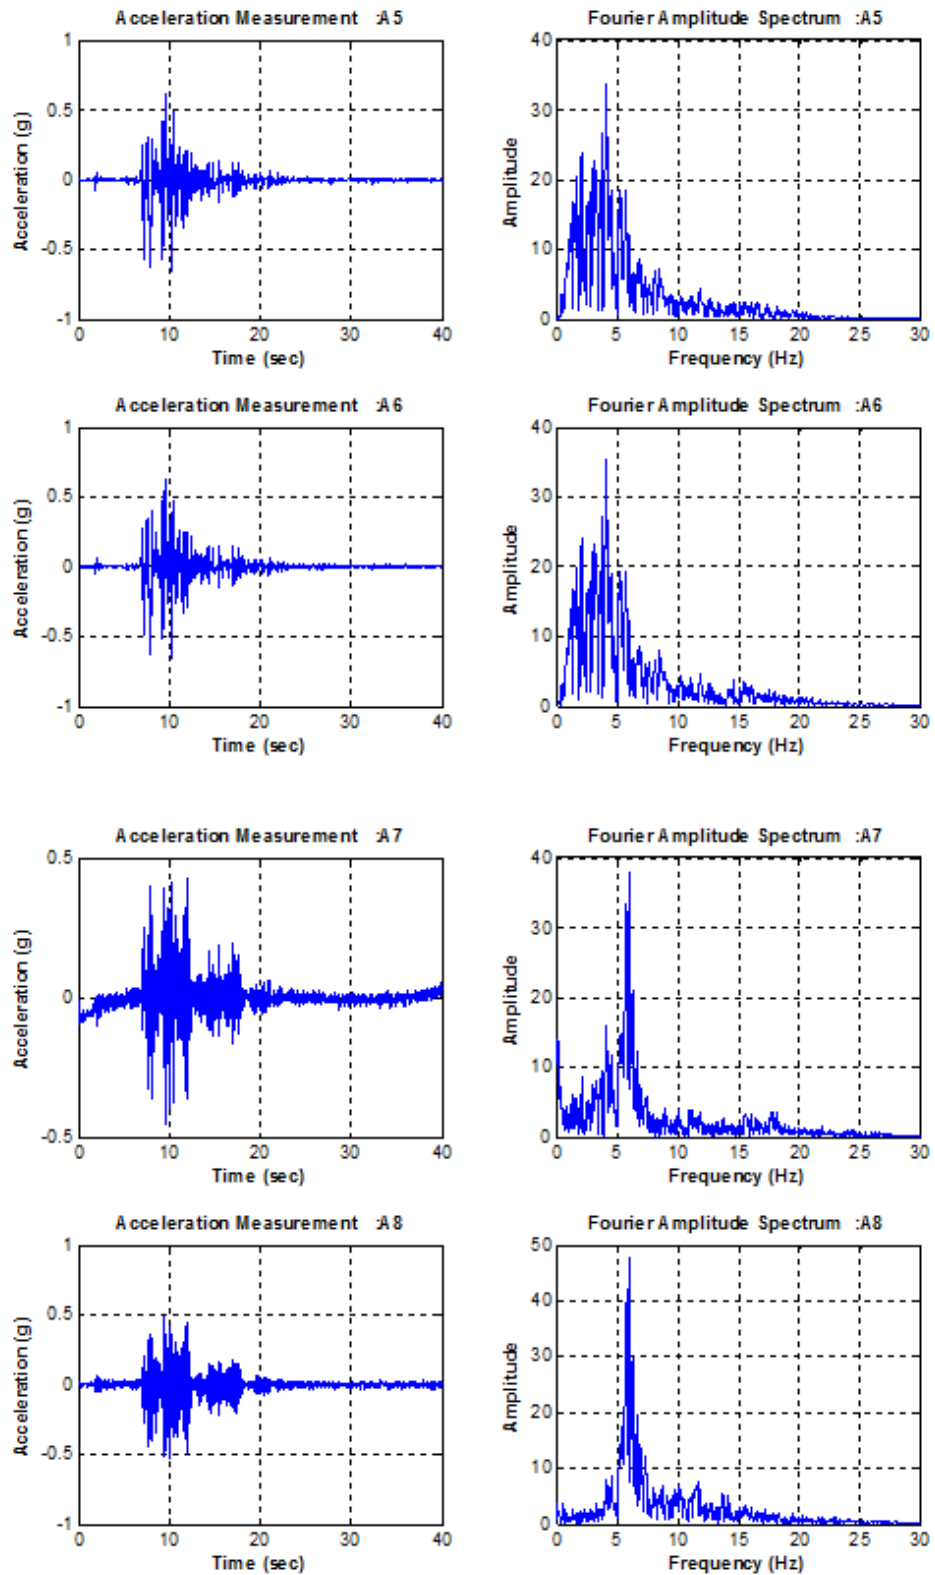 Acceleration Measurement :A5
Fourier Amplitude Spectrum :A5
1
0.5
0
-0.5
-1
Acceleration (g)
0 10 20 30 40
Time (sec)
40
30
20
10
0
Amplitude
0 5 10 15 20 25 30
Frequency (Hz)
Acceleration Measurement :A6
Fourier Amplitude Spectrum :A6
1
0.5
0
-0.5
-1
Acceleration (g)
0 10 20 30 40
Time (sec)
40
30
20
10
0
Amplitude
0 5 10 15 20 25 30
Frequency (Hz)
Acceleration Measurement :A7
Fourier Amplitude Spectrum :A7
0.5
0
-0.5
Acceleration (g)
0 10 20 30 40
Time (sec)
40
30
20
10
0
Amplitude
0 5 10 15 20 25 30
Frequency (Hz)
Acceleration Measurement :A8
Fourier Amplitude Spectrum :A8
1
0.5
0
-0.5
-1
Acceleration (g)
0 10 20 30 40
Time (sec)
50
40
30
20
10
0
Amplitude
0 5 10 15 20 25 30
Frequency (Hz)